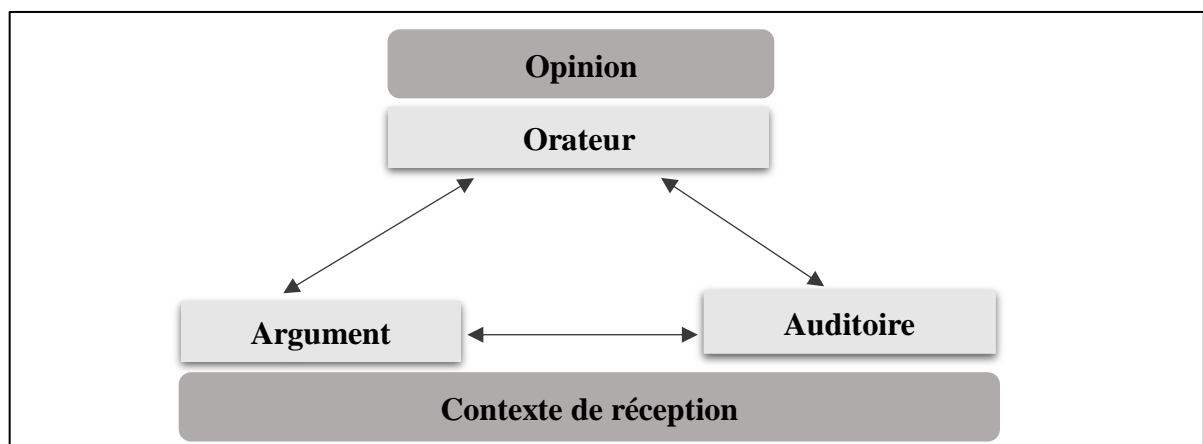 Opinion
Orateur
Argument
Auditoire
Contexte de réception